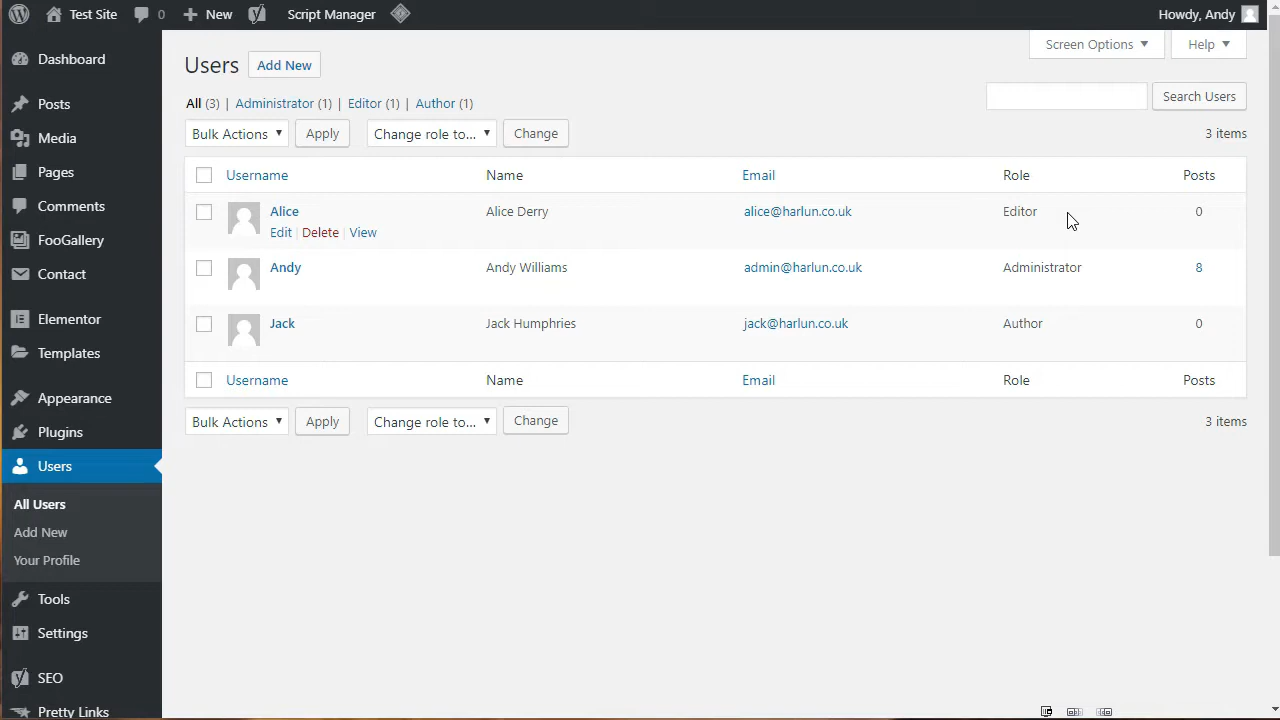 Test Site 0 New Script Manager Howdy, Andy
Screen Options ▼ Help ▼
Dashboard
Posts
Media
Pages
Comments
FooGallery
Contact
Elementor
Templates
Appearance
Plugins
Users
All Users
Add New
Your Profile
Tools
Settings
SEO
Pretty Links
Users Add New
All (3) | Administrator (1) | Editor (1) | Author (1)
Search Users
Bulk Actions ▼ Apply Change role to... ▼ Change 3 items
Username Name Email Role Posts
Alice Alice Derry alice@harlun.co.uk Editor 0
Edit | Delete | View
Andy Andy Williams admin@harlun.co.uk Administrator 8
Jack Jack Humphries jack@harlun.co.uk Author 0
Username Name Email Role Posts
Bulk Actions ▼ Apply Change role to... ▼ Change 3 items